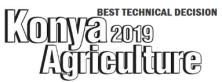 BEST TECHNICAL DECISION
Konya 2019
Agriculture